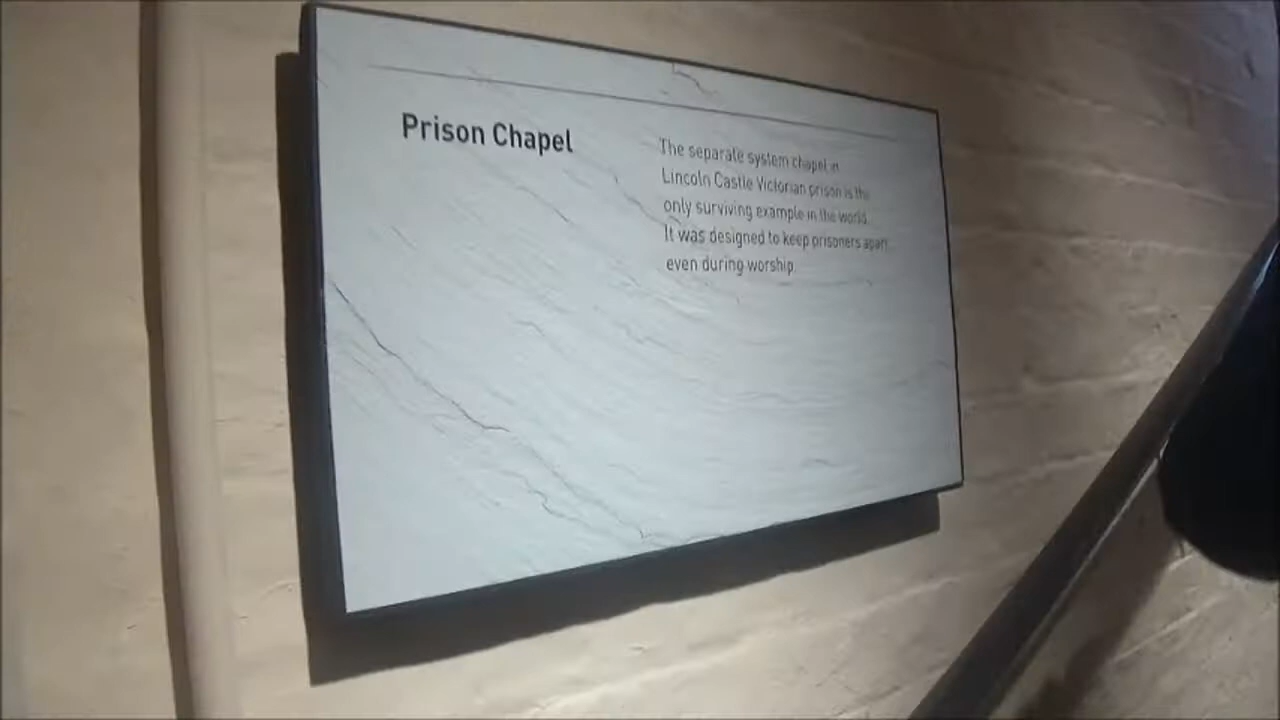 Prison Chapel
The separate system chapel in
Lincoln Castle Victorian prison is the
only surviving example in the world.
It was designed to keep prisoners apart
even during worship.